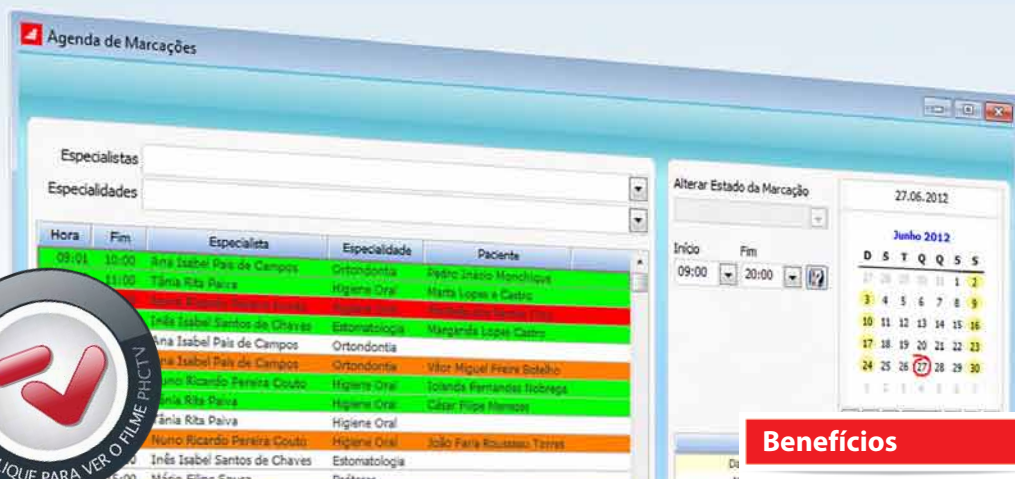 Agenda de Marcações
Especialistas
Especialidades
Hora Fim Especialista Especialidade Paciente
09:01 10:00 Ana Isabel Pais de Campos Ortondontia Pedro Inácio Monchique
11:00 Tânia Rita Paiva Higiene Oral Marta Lopes e Castro
Inês Isabel Santos de Chaves Estomatologia Margarida Lopes Castro
Ana Isabel Pais de Campos Ortondontia
Ana Isabel Pais de Campos Ortondontia Vitor Miguel Freire Botelho
Nuno Ricardo Pereira Couto Higiene Oral Iolanda Fernandes Nobrega
Tânia Rita Paiva Higiene Oral César Filipe
Tânia Rita Paiva Higiene Oral
Nuno Ricardo Pereira Couto Higiene Oral João Faria Rousseau Torres
Inês Isabel Santos de Chaves Estomatologia
Alterar Estado da Marcação
Início Fim
09:00 20:00
27.06.2012
Junho 2012
D S T Q Q S S
1 2
3 4 5 6 7 8 9
10 11 12 13 14 15 16
17 18 19 20 21 22 23
24 25 26 27 28 29 30
CLIQUE PARA VER O FILME PHCTV
Benefícios